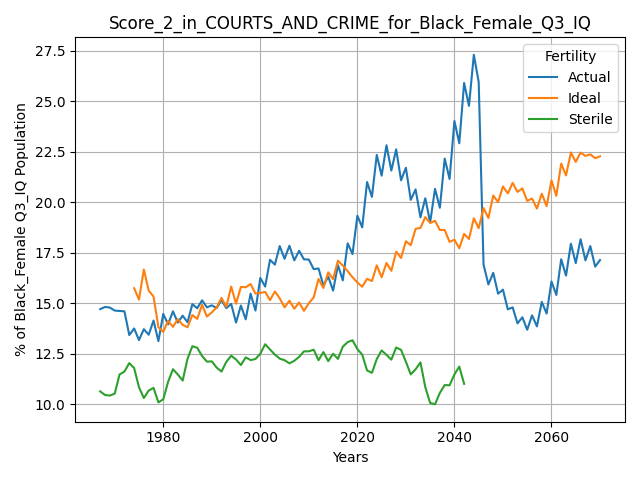 Score_2_in_COURTS_AND_CRIME_for_Black_Female_Q3_IQ
27.5
25.0
22.5
20.0
17.5
15.0
12.5
10.0
% of Black_Female Q3_IQ Population
Fertility
Actual
Ideal
Sterile
1980
2000
2020
2040
2060
Years